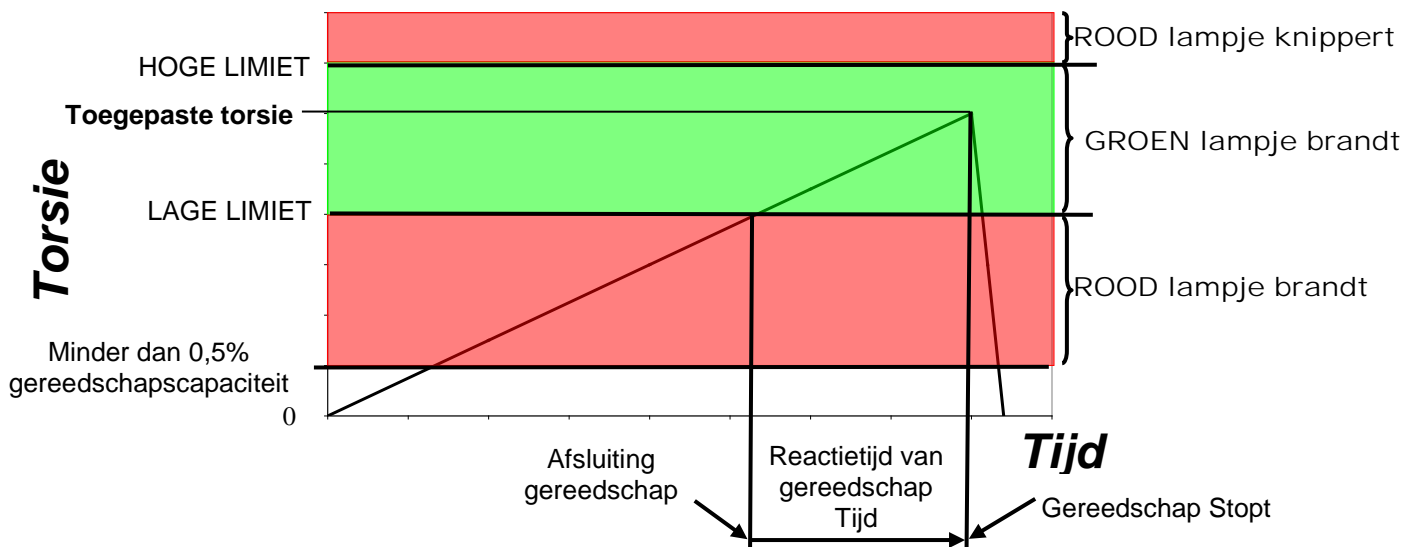 ROOD lampje knippert
HOGE LIMIET
Toegepaste torsie
GROEN lampje brandt
Torsie
LAGE LIMIET
ROOD lampje brandt
Minder dan 0,5%
gereedschapscapaciteit
0
Tijd
Afsluiting
gereedschap
Reactietijd van
gereedschap
Tijd
Gereedschap Stopt